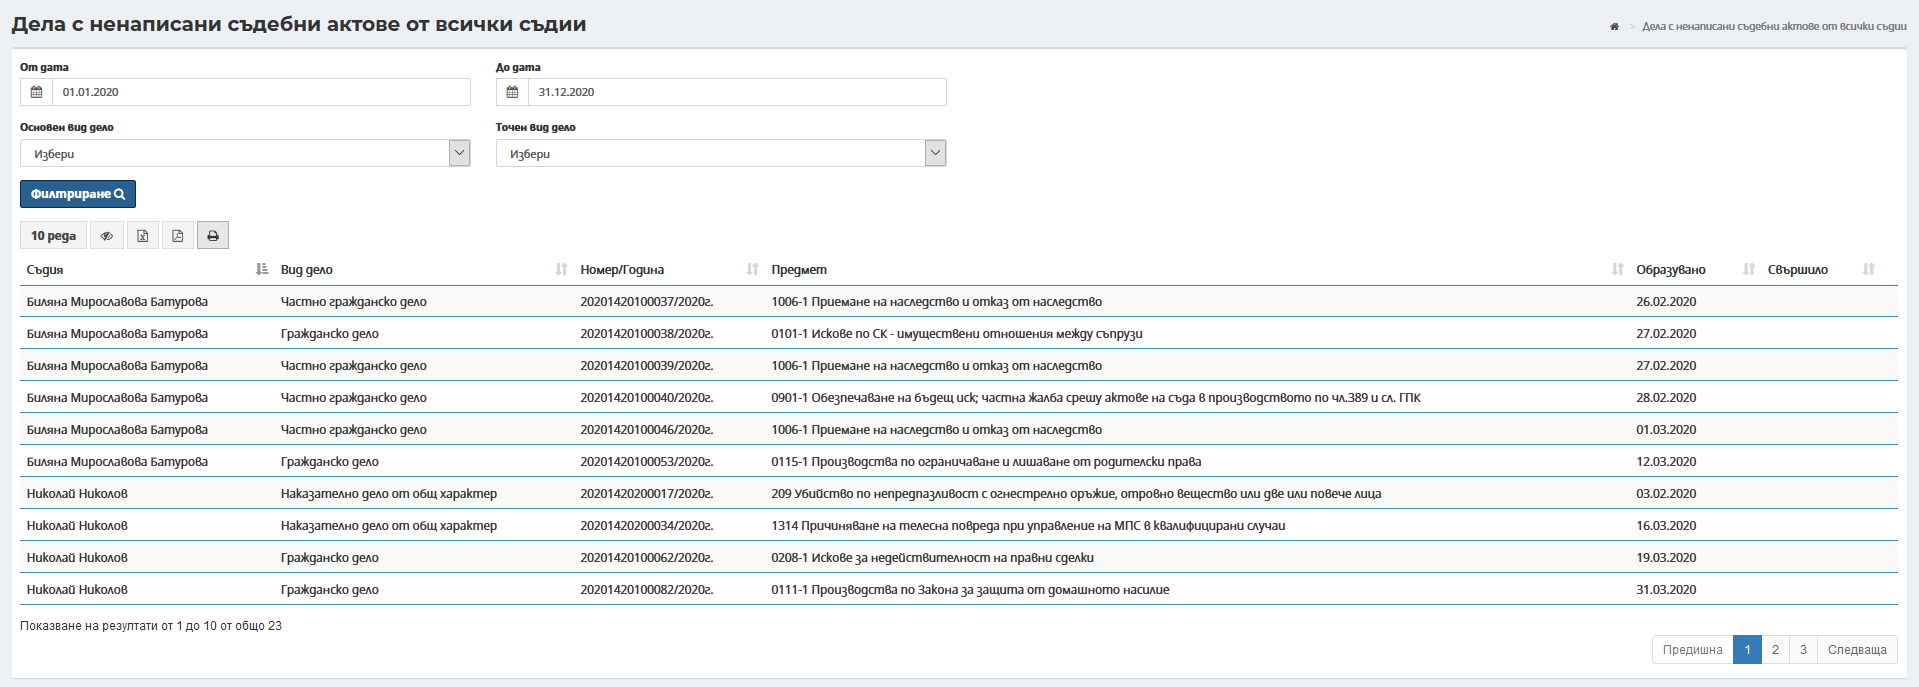 Дела с ненаписани съдебни актове от всички съдии
> Дела с ненаписани съдебни актове от всички съдии
От дата До дата
01.01.2020 31.12.2020
Основен вид дело Точен вид дело
Избери Избери
Филтриране
10 реда
Съдия Вид дело Номер/Година Предмет Образувано Свършило
Биляна Мирославова Батурова Частно гражданско дело 20201420100037/2020г. 1006-1 Приемане на наследство и отказ от наследство 26.02.2020
Биляна Мирославова Батурова Гражданско дело 20201420100038/2020г. 0101-1 Искове по СК - имуществени отношения между съпрузи 27.02.2020
Биляна Мирославова Батурова Частно гражданско дело 20201420100039/2020г. 1006-1 Приемане на наследство и отказ от наследство 27.02.2020
Биляна Мирославова Батурова Частно гражданско дело 20201420100040/2020г. 0901-1 Обезпечаване на бъдещ иск; частна жалба срещу актове на съда в производството по чл.389 и сл. ГПК 28.02.2020
Биляна Мирославова Батурова Частно гражданско дело 20201420100046/2020г. 1006-1 Приемане на наследство и отказ от наследство 01.03.2020
Биляна Мирославова Батурова Гражданско дело 20201420100053/2020г. 0115-1 Производства по ограничаване и лишаване от родителски права 12.03.2020
Николай Николов Наказателно дело от общ характер 20201420200017/2020г. 209 Убийство по непредпазливост с огнестрелно оръжие, отровно вещество или две или повече лица 03.02.2020
Николай Николов Наказателно дело от общ характер 20201420200034/2020г. 1314 Причиняване на телесна повреда при управление на МПС в квалифицирани случаи 16.03.2020
Николай Николов Гражданско дело 20201420100062/2020г. 0208-1 Искове за недействителност на правни сделки 19.03.2020
Николай Николов Гражданско дело 20201420100082/2020г. 0111-1 Производства по Закона за защита от домашното насилие 31.03.2020
Показване на резултати от 1 до 10 от общо 23
Предишна 1 2 3 Следваща